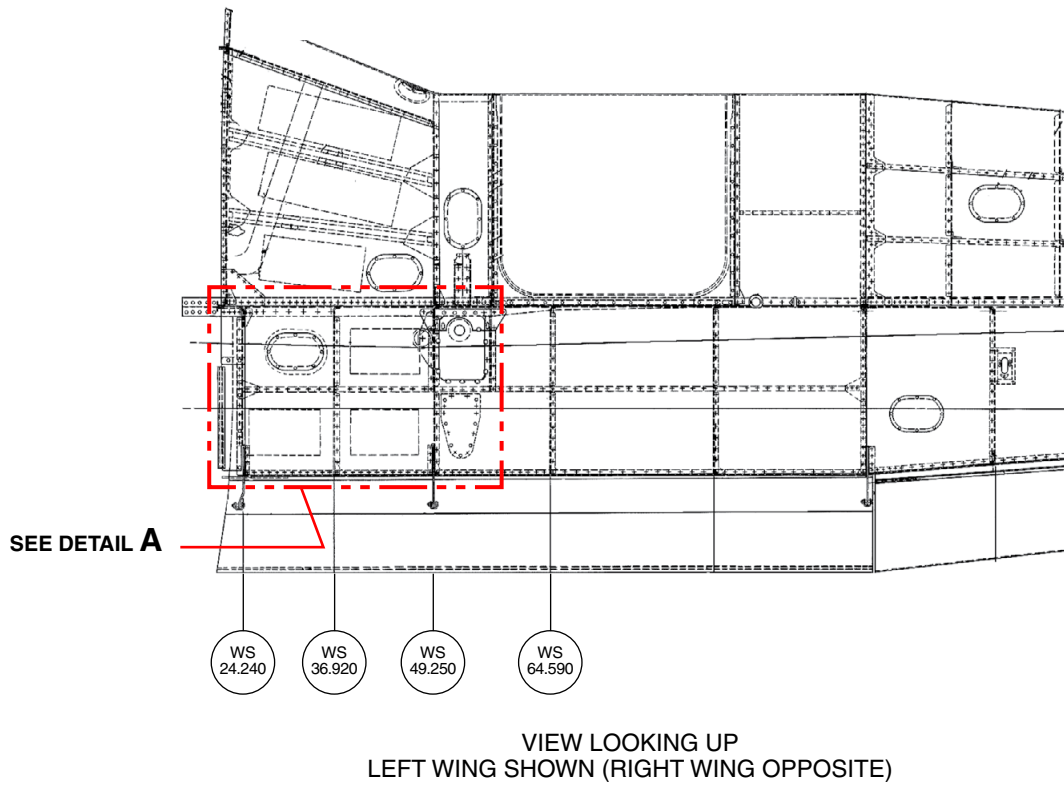 SEE DETAIL A
WS
24.240
WS
36.920
WS
49.250
WS
64.590
VIEW LOOKING UP
LEFT WING SHOWN (RIGHT WING OPPOSITE)